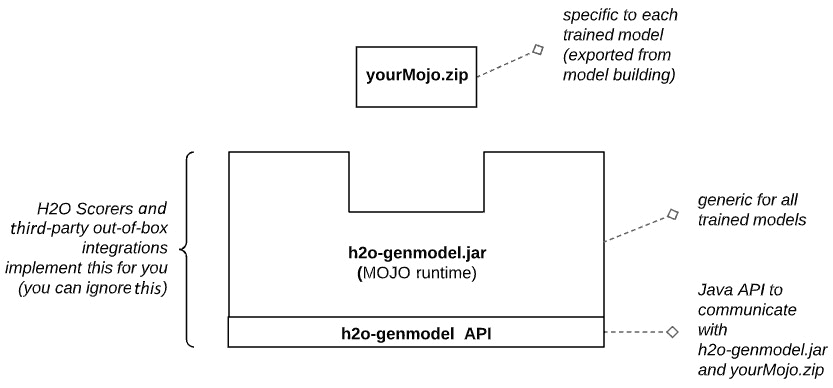 specific to each
trained model
(exported from
model building)
yourMojo.zip
H2O Scorers and
third-party out-of-box
integrations
implement this for you
(you can ignore this)
generic for all
trained models
h2o-genmodel.jar
(MOJO runtime)
Java API to
communicate
with
h2o-genmodel.jar
and yourMojo.zip
h2o-genmodel API